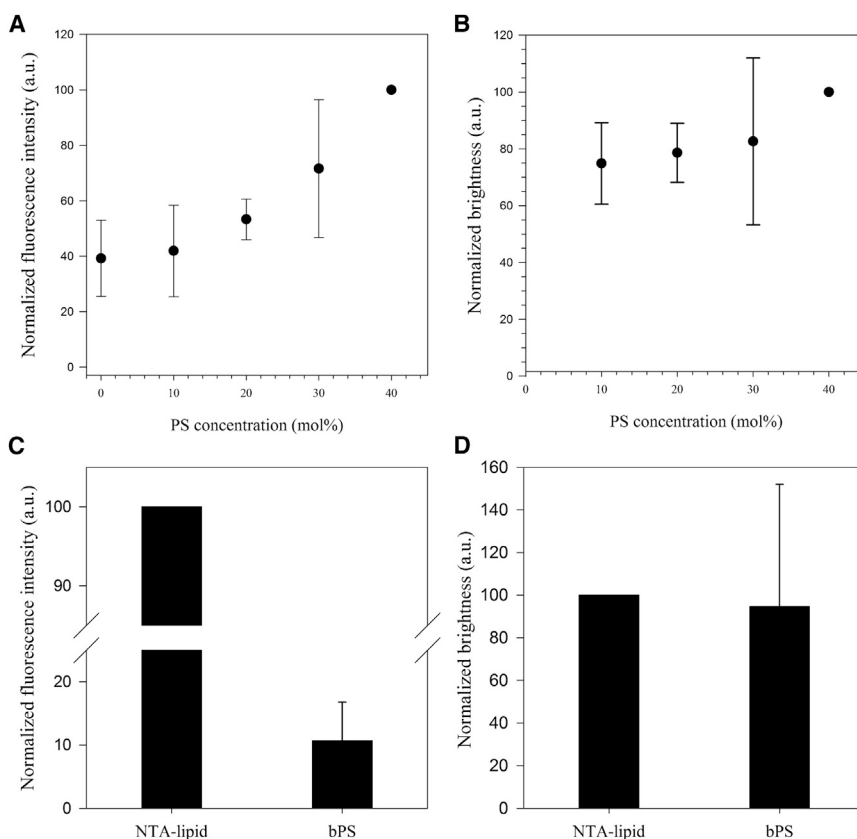 A
Normalized fluorescence intensity (a.u.)
120
100
80
60
40
20
0
0 10 20 30 40
PS concentration (mol%)
B
Normalized brightness (a.u.)
120
100
80
60
40
20
0
0 10 20 30 40
PS concentration (mol%)
C
Normalized fluorescence intensity (a.u.)
100
90
20
10
0
NTA-lipid bPS
D
Normalized brightness (a.u.)
160
140
120
100
80
60
40
20
0
NTA-lipid bPS